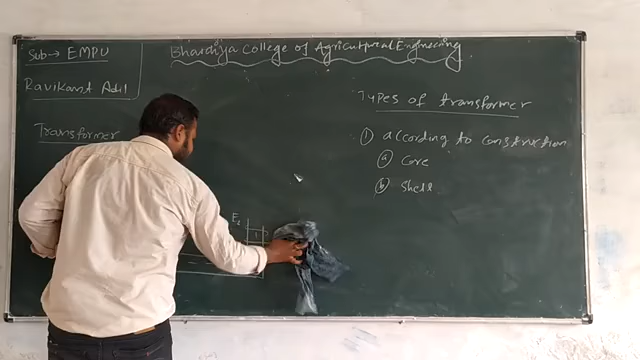 Sub → EMPU
Bhardiya College of Agricultural Engineering
Ravikant Adil
Types of transformer
Transformer
① According to construction
ⓐ Core
ⓑ Shell
E₂